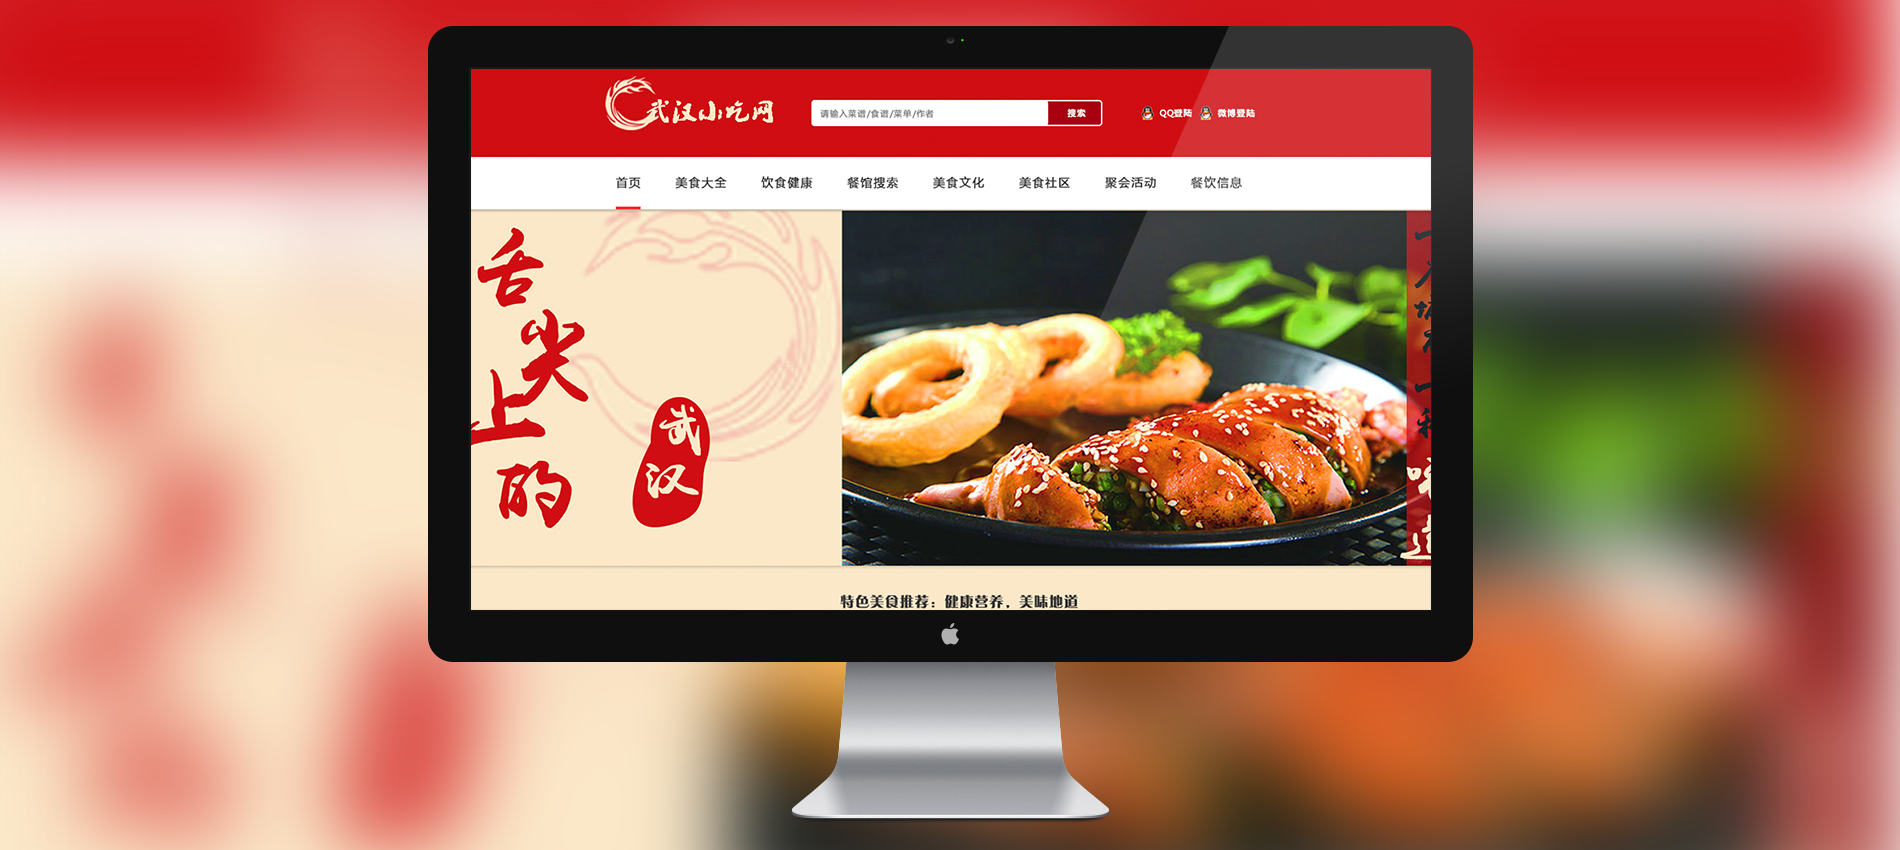 武汉小吃网
请输入菜谱/食谱/菜单/作者
搜索
QQ登陆 微博登陆
首页 美食大全 饮食健康 餐馆搜索 美食文化 美食社区 聚会活动 餐饮信息
舌尖上的
武汉
特色美食推荐：健康营养，美味地道